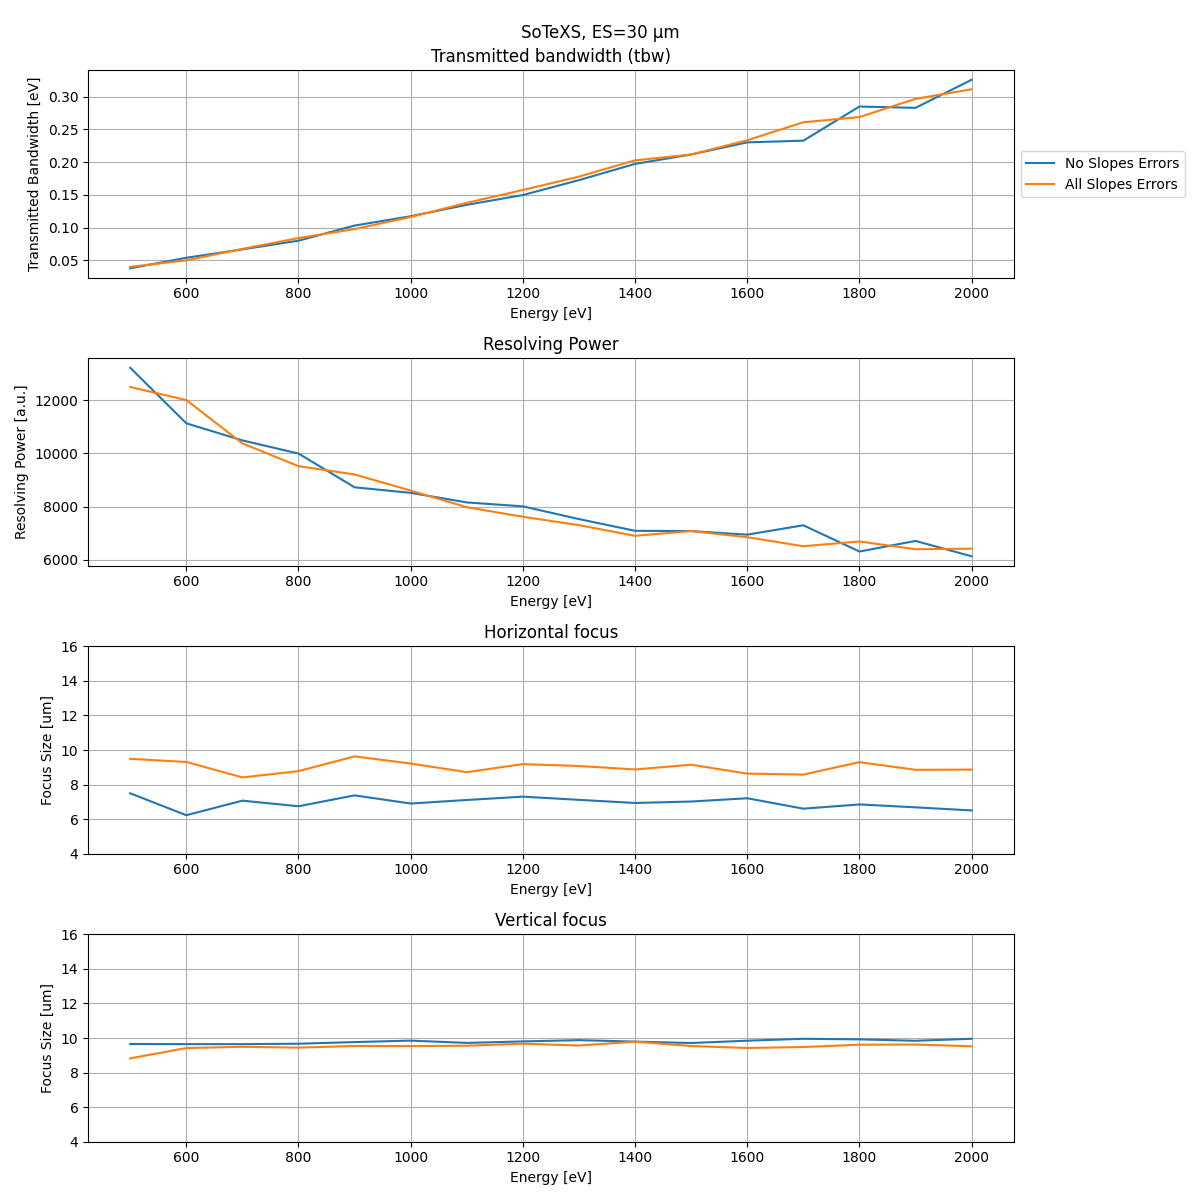 SoTeXS, ES=30 μm
Transmitted bandwidth (tbw)
Transmitted Bandwidth [eV]
0.30
0.25
0.20
0.15
0.10
0.05
600 800 1000 1200 1400 1600 1800 2000
Energy [eV]
No Slopes Errors
All Slopes Errors
Resolving Power
Resolving Power [a.u.]
12000
10000
8000
6000
600 800 1000 1200 1400 1600 1800 2000
Energy [eV]
Horizontal focus
Focus Size [um]
16
14
12
10
8
6
4
600 800 1000 1200 1400 1600 1800 2000
Energy [eV]
Vertical focus
Focus Size [um]
16
14
12
10
8
6
4
600 800 1000 1200 1400 1600 1800 2000
Energy [eV]